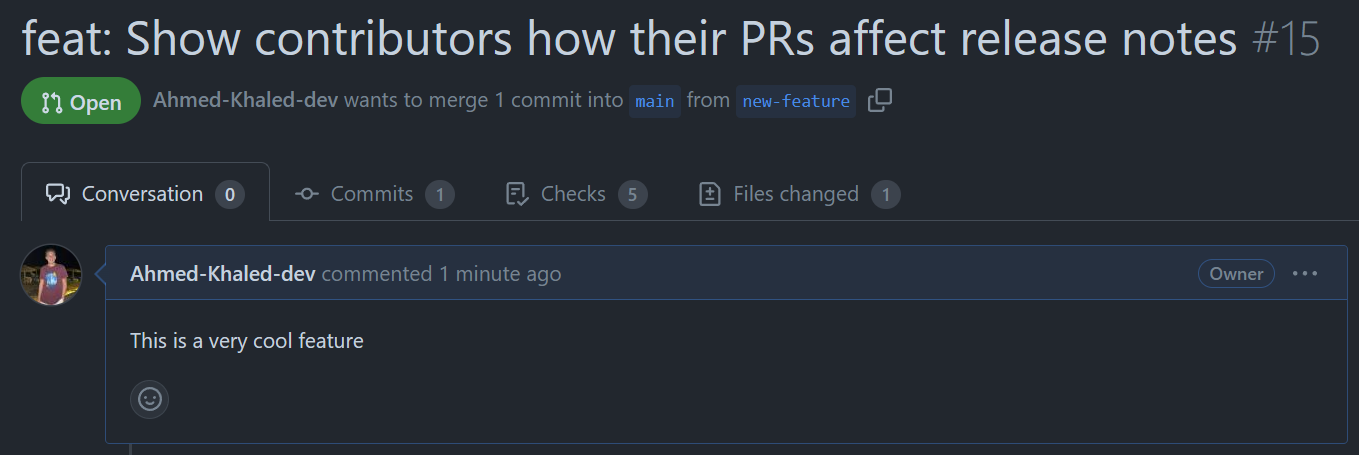 feat: Show contributors how their PRs affect release notes #15
Open Ahmed-Khaled-dev wants to merge 1 commit into main from new-feature
Conversation 0 Commits 1 Checks 5 Files changed 1
Ahmed-Khaled-dev commented 1 minute ago Owner
This is a very cool feature